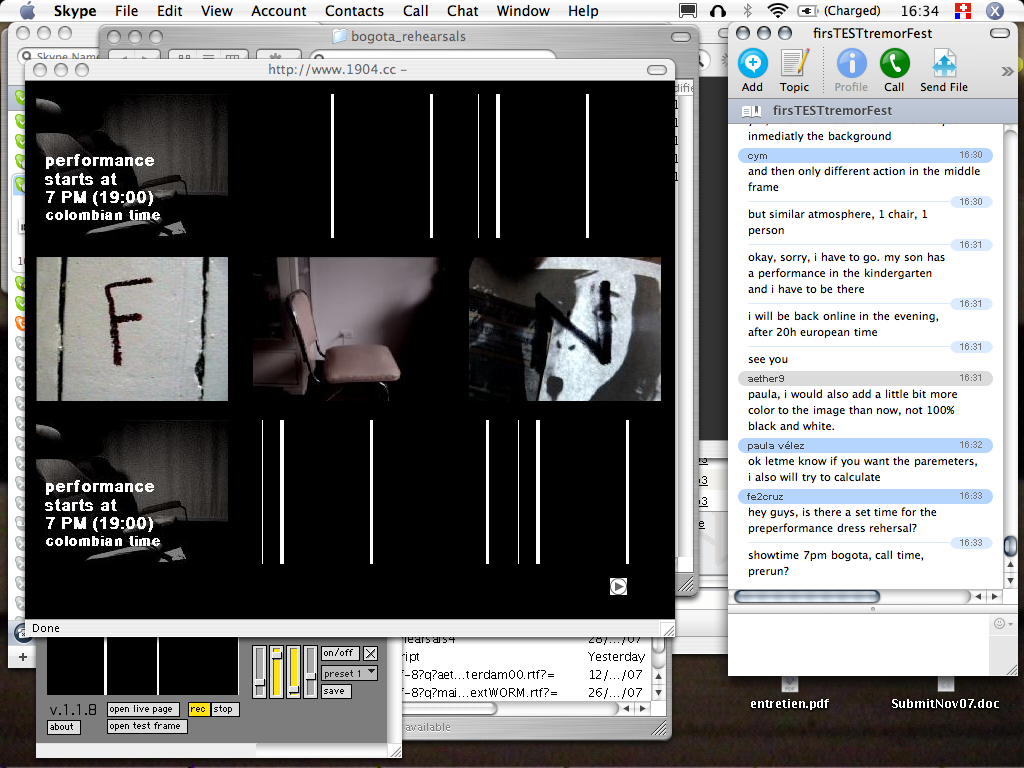 Skype File Edit View Account Contacts Call Chat Window Help (Charged) 16:34
bogota_rehearsals
Skype Name
http://www.1904.cc –
performance
starts at
7 PM (19:00)
colombian time
F
N
performance
starts at
7 PM (19:00)
colombian time
Done
firsTESTtremorFest
Add Topic Profile Call Send File
firsTESTtremorFest
inmediatly the background
cym 16:30
and then only different action in the middle
frame
16:30
but similar atmosphere, 1 chair, 1
person
16:31
okay, sorry, i have to go. my son has
a performance in the kindergarten
and i have to be there
16:31
i will be back online in the evening,
after 20h european time
16:31
see you
aether9 16:31
paula, i would also add a little bit more
color to the image than now, not 100%
black and white.
paula vélez 16:32
ok letme know if you want the paremeters,
i also will try to calculate
fe2cruz 16:33
hey guys, is there a set time for the
preperformance dress rehersal?
16:33
showtime 7pm bogota, call time,
prerun?
v.1.1.8
open live page
rec stop
about
open test frame
on/off
preset 1
save
ehearsals4 28/.../07
ript Yesterday
f-8?q?aet...terdam00.rtf?= 12/.../07
f-8?q?mai...extWORM.rtf?= 26/.../07
available
entretien.pdf
SubmitNov07.doc